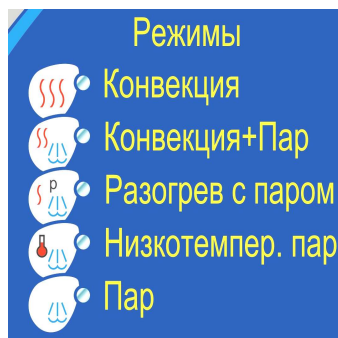 Режимы
Конвекция
Конвекция+Пар
р
Разогрев с паром
Низкотемпер. пар
Пар